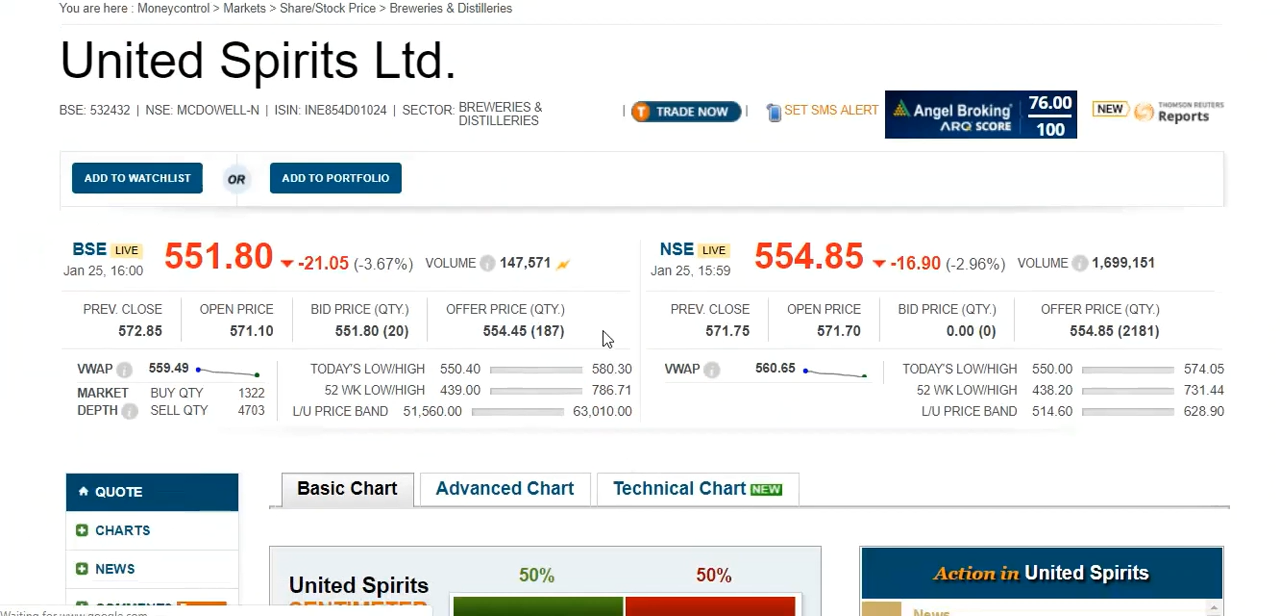 You are here : Moneycontrol > Markets > Share/Stock Price > Breweries & Distilleries
United Spirits Ltd.
BSE: 532432 | NSE: MCDOWELL-N | ISIN: INE854D01024 | SECTOR: BREWERIES & DISTILLERIES
| T TRADE NOW |
SET SMS ALERT
Angel Broking ARQ SCORE 76.00 100
NEW THOMSON REUTERS Reports
ADD TO WATCHLIST OR ADD TO PORTFOLIO
BSE LIVE 551.80 -21.05 (-3.67%) VOLUME i 147,571
Jan 25, 16:00
PREV. CLOSE OPEN PRICE BID PRICE (QTY.) OFFER PRICE (QTY.)
572.85 571.10 551.80 (20) 554.45 (187)
VWAP i 559.49
MARKET DEPTH i
BUY QTY 1322
SELL QTY 4703
TODAY'S LOW/HIGH 550.40 580.30
52 WK LOW/HIGH 439.00 786.71
L/U PRICE BAND 51,560.00 63,010.00
NSE LIVE 554.85 -16.90 (-2.96%) VOLUME i 1,699,151
Jan 25, 15:59
PREV. CLOSE OPEN PRICE BID PRICE (QTY.) OFFER PRICE (QTY.)
571.75 571.70 0.00 (0) 554.85 (2181)
VWAP i 560.65
TODAY'S LOW/HIGH 550.00 574.05
52 WK LOW/HIGH 438.20 731.44
L/U PRICE BAND 514.60 628.90
QUOTE
CHARTS
NEWS
Basic Chart Advanced Chart Technical Chart NEW
United Spirits
50% 50%
Action in United Spirits
News